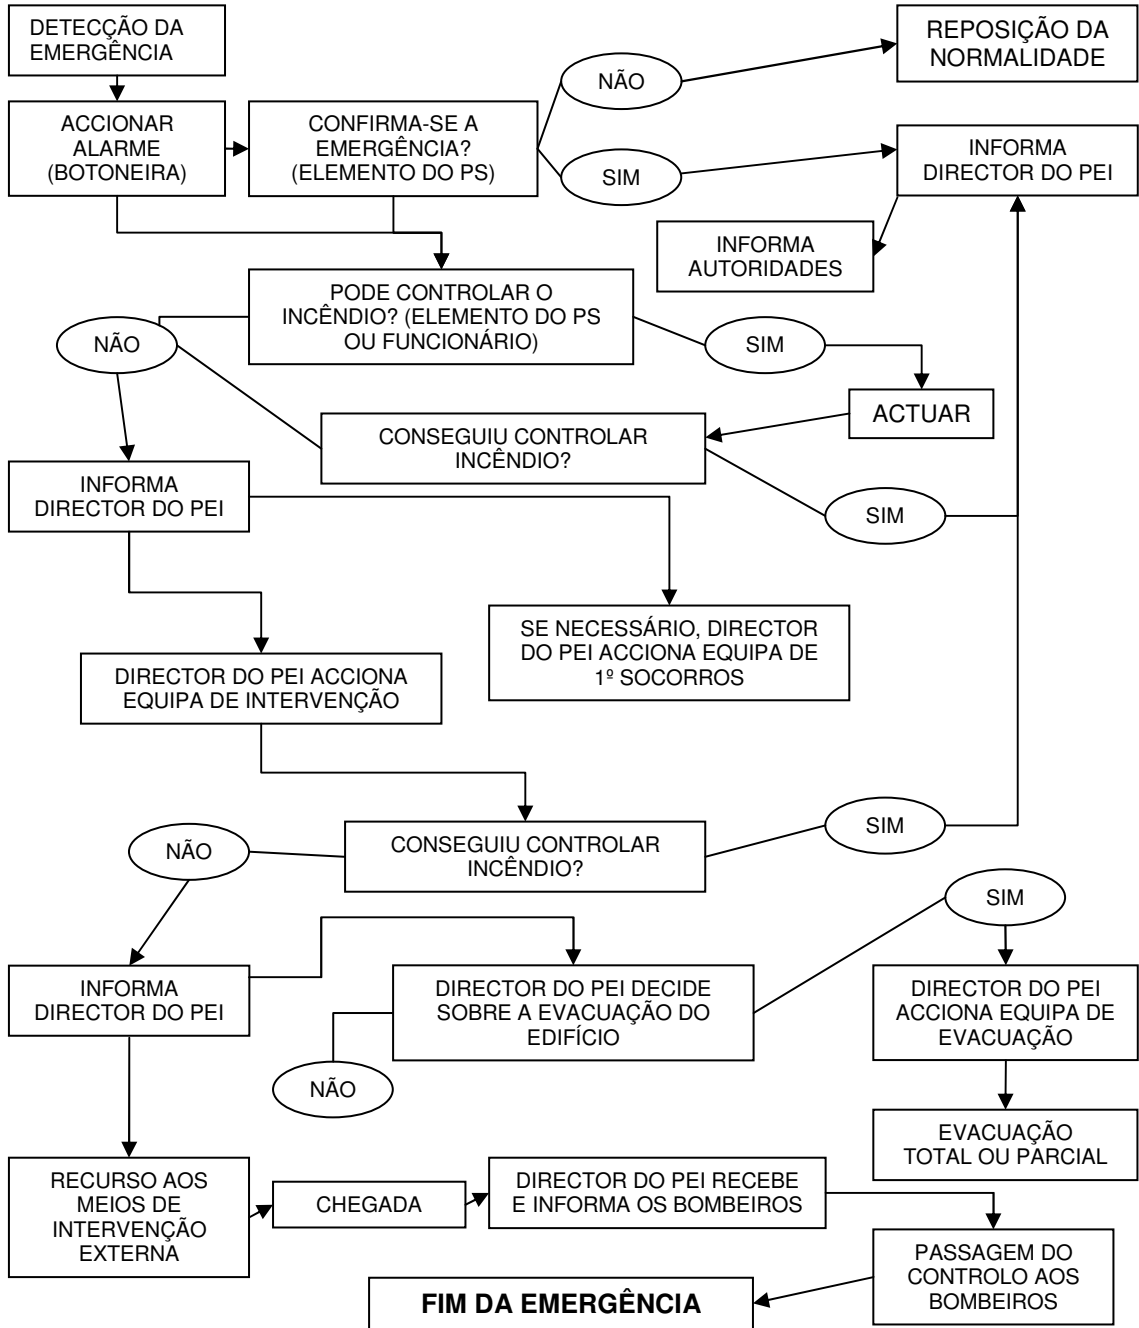 DETECÇÃO DA
EMERGÊNCIA
REPOSIÇÃO DA
NORMALIDADE
NÃO
ACCIONAR
ALARME
(BOTONEIRA)
CONFIRMA-SE A
EMERGÊNCIA?
(ELEMENTO DO PS)
SIM
INFORMA
DIRECTOR DO PEI
INFORMA
AUTORIDADES
PODE CONTROLAR O
INCÊNDIO? (ELEMENTO DO PS
OU FUNCIONÁRIO)
NÃO
SIM
ACTUAR
CONSEGUIU CONTROLAR
INCÊNDIO?
INFORMA
DIRECTOR DO PEI
SIM
SE NECESSÁRIO, DIRECTOR
DO PEI ACCIONA EQUIPA DE
1º SOCORROS
DIRECTOR DO PEI ACCIONA
EQUIPA DE INTERVENÇÃO
SIM
NÃO
CONSEGUIU CONTROLAR
INCÊNDIO?
SIM
INFORMA
DIRECTOR DO PEI
DIRECTOR DO PEI DECIDE
SOBRE A EVACUAÇÃO DO
EDIFÍCIO
DIRECTOR DO PEI
ACCIONA EQUIPA DE
EVACUAÇÃO
NÃO
EVACUAÇÃO
TOTAL OU PARCIAL
RECURSO AOS
MEIOS DE
INTERVENÇÃO
EXTERNA
CHEGADA
DIRECTOR DO PEI RECEBE
E INFORMA OS BOMBEIROS
PASSAGEM DO
CONTROLO AOS
BOMBEIROS
FIM DA EMERGÊNCIA